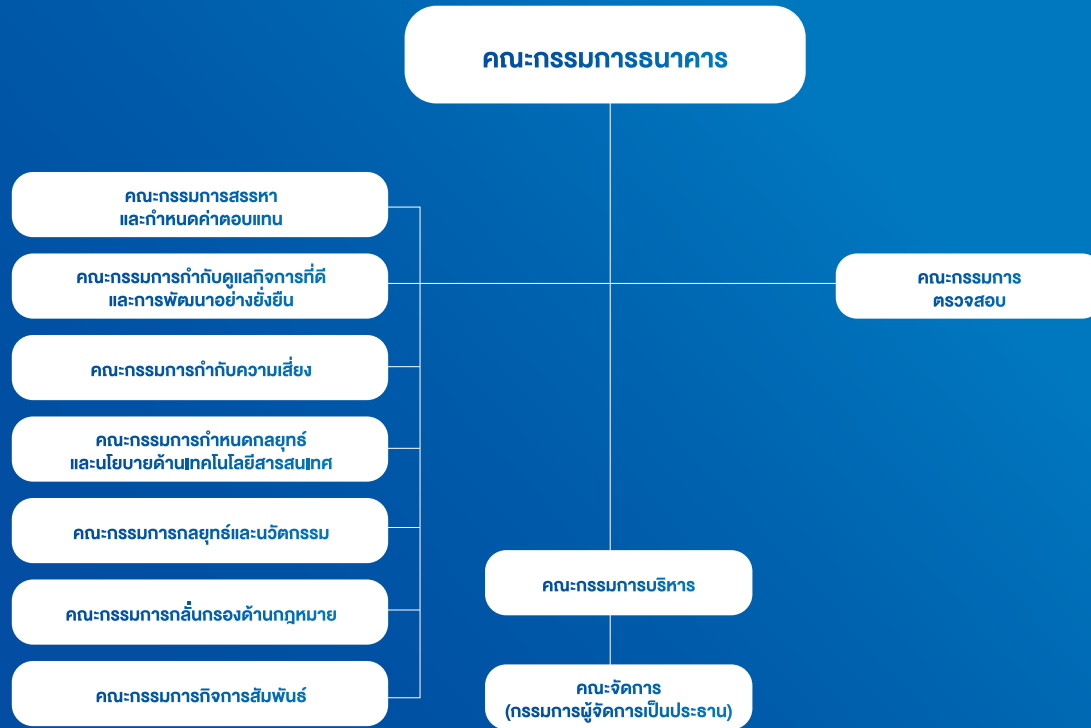 คณะกรรมการธนาคาร
คณะกรรมการสรรหา
และกำหนดค่าตอบแทน
คณะกรรมการกำกับดูแลกิจการที่ดี
และการพัฒนาอย่างยั่งยืน
คณะกรรมการ
ตรวจสอบ
คณะกรรมการกำกับความเสี่ยง
คณะกรรมการกำหนดกลยุทธ์
และนโยบายด้านเทคโนโลยีสารสนเทศ
คณะกรรมการกลยุทธ์และนวัตกรรม
คณะกรรมการบริหาร
คณะกรรมการกลั่นกรองด้านกฎหมาย
คณะกรรมการกิจการสัมพันธ์
คณะจัดการ
(กรรมการผู้จัดการเป็นประธาน)